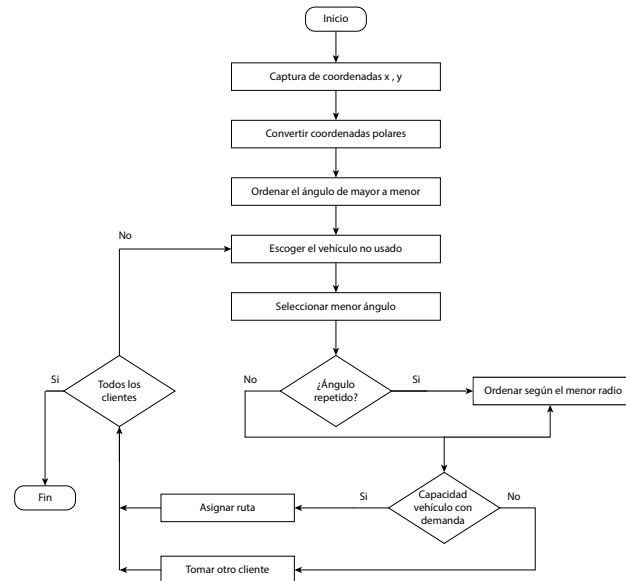 Inicio
Captura de coordenadas x , y
Convertir coordenadas polares
Ordenar el ángulo de mayor a menor
No
Escoger el vehículo no usado
Seleccionar menor ángulo
Si
Todos los
clientes
No
¿Ángulo
repetido?
Si
Ordenar según el menor radio
Fin
Asignar ruta
Si
Capacidad
vehículo con
demanda
No
Tomar otro cliente